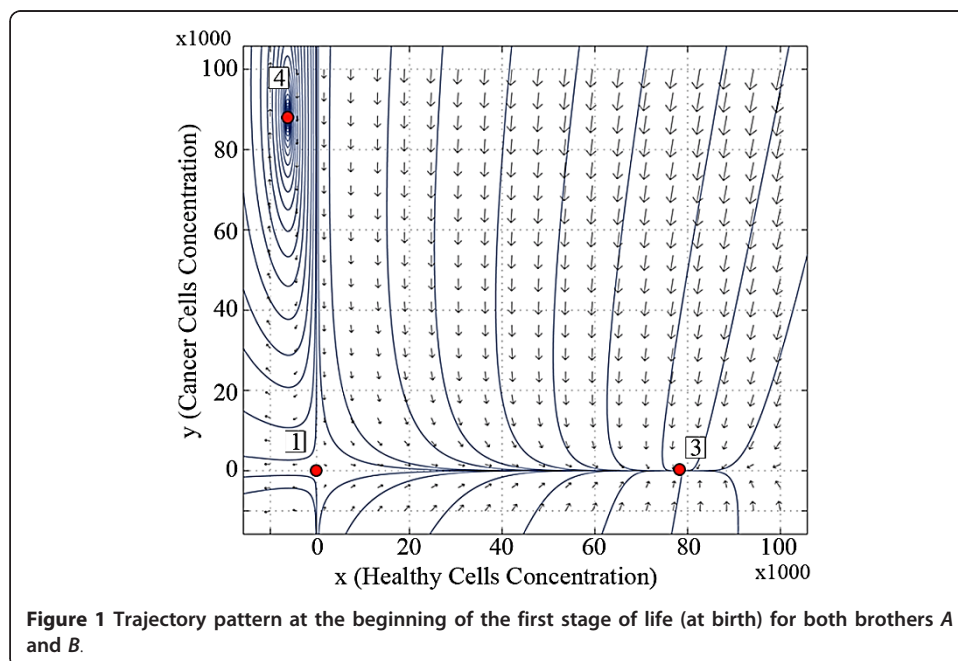 x1000
100
80
60
40
20
0
y (Cancer Cells Concentration)
4
1
3
0 20 40 60 80 100
x (Healthy Cells Concentration) x1000
Figure 1 Trajectory pattern at the beginning of the first stage of life (at birth) for both brothers A
and B.